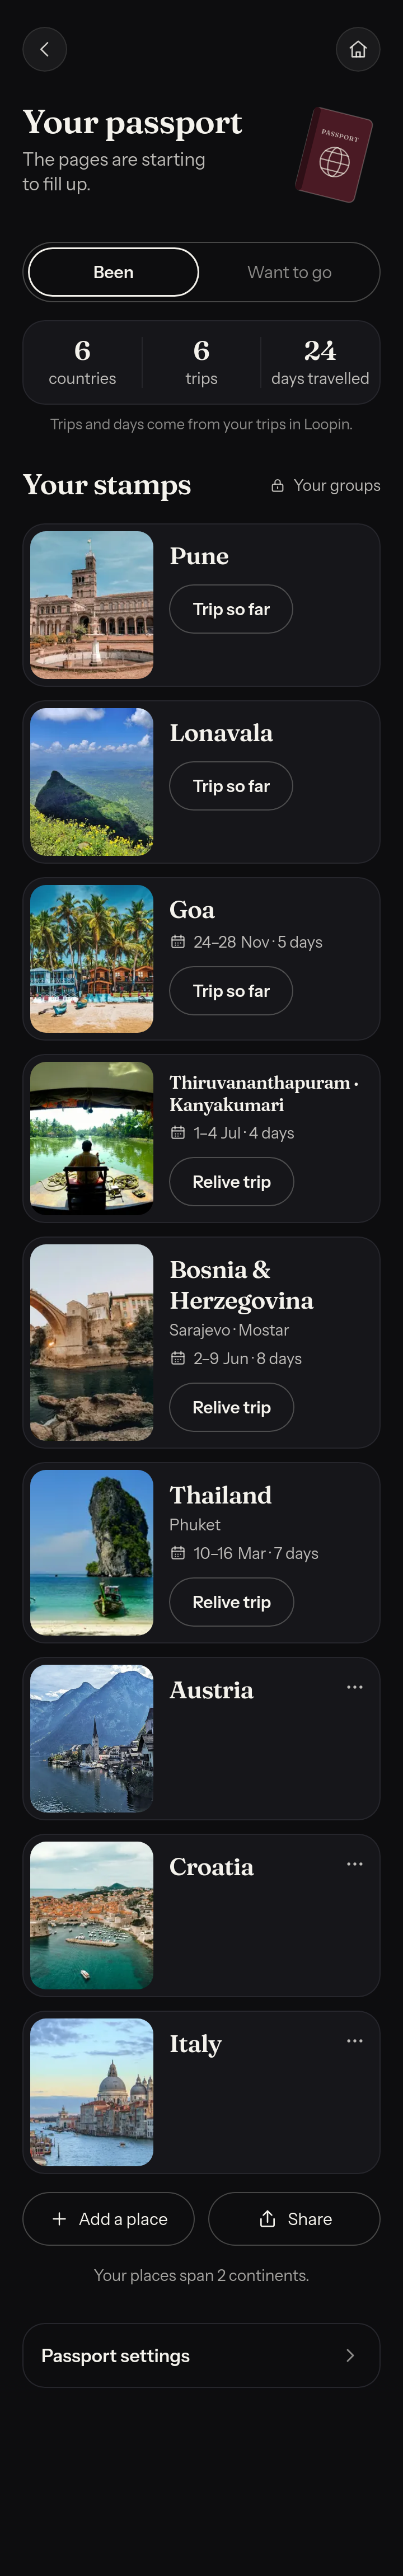 Your passport
The pages are starting
to fill up.
PASSPORT
Been
Want to go
6
countries
6
trips
24
days travelled
Trips and days come from your trips in Loopin.
Your stamps
Your groups
Pune
Trip so far
Lonavala
Trip so far
Goa
24–28 Nov · 5 days
Trip so far
Thiruvananthapuram ·
Kanyakumari
1–4 Jul · 4 days
Relive trip
Bosnia &
Herzegovina
Sarajevo · Mostar
2–9 Jun · 8 days
Relive trip
Thailand
Phuket
10–16 Mar · 7 days
Relive trip
Austria
Croatia
Italy
Add a place
Share
Your places span 2 continents.
Passport settings